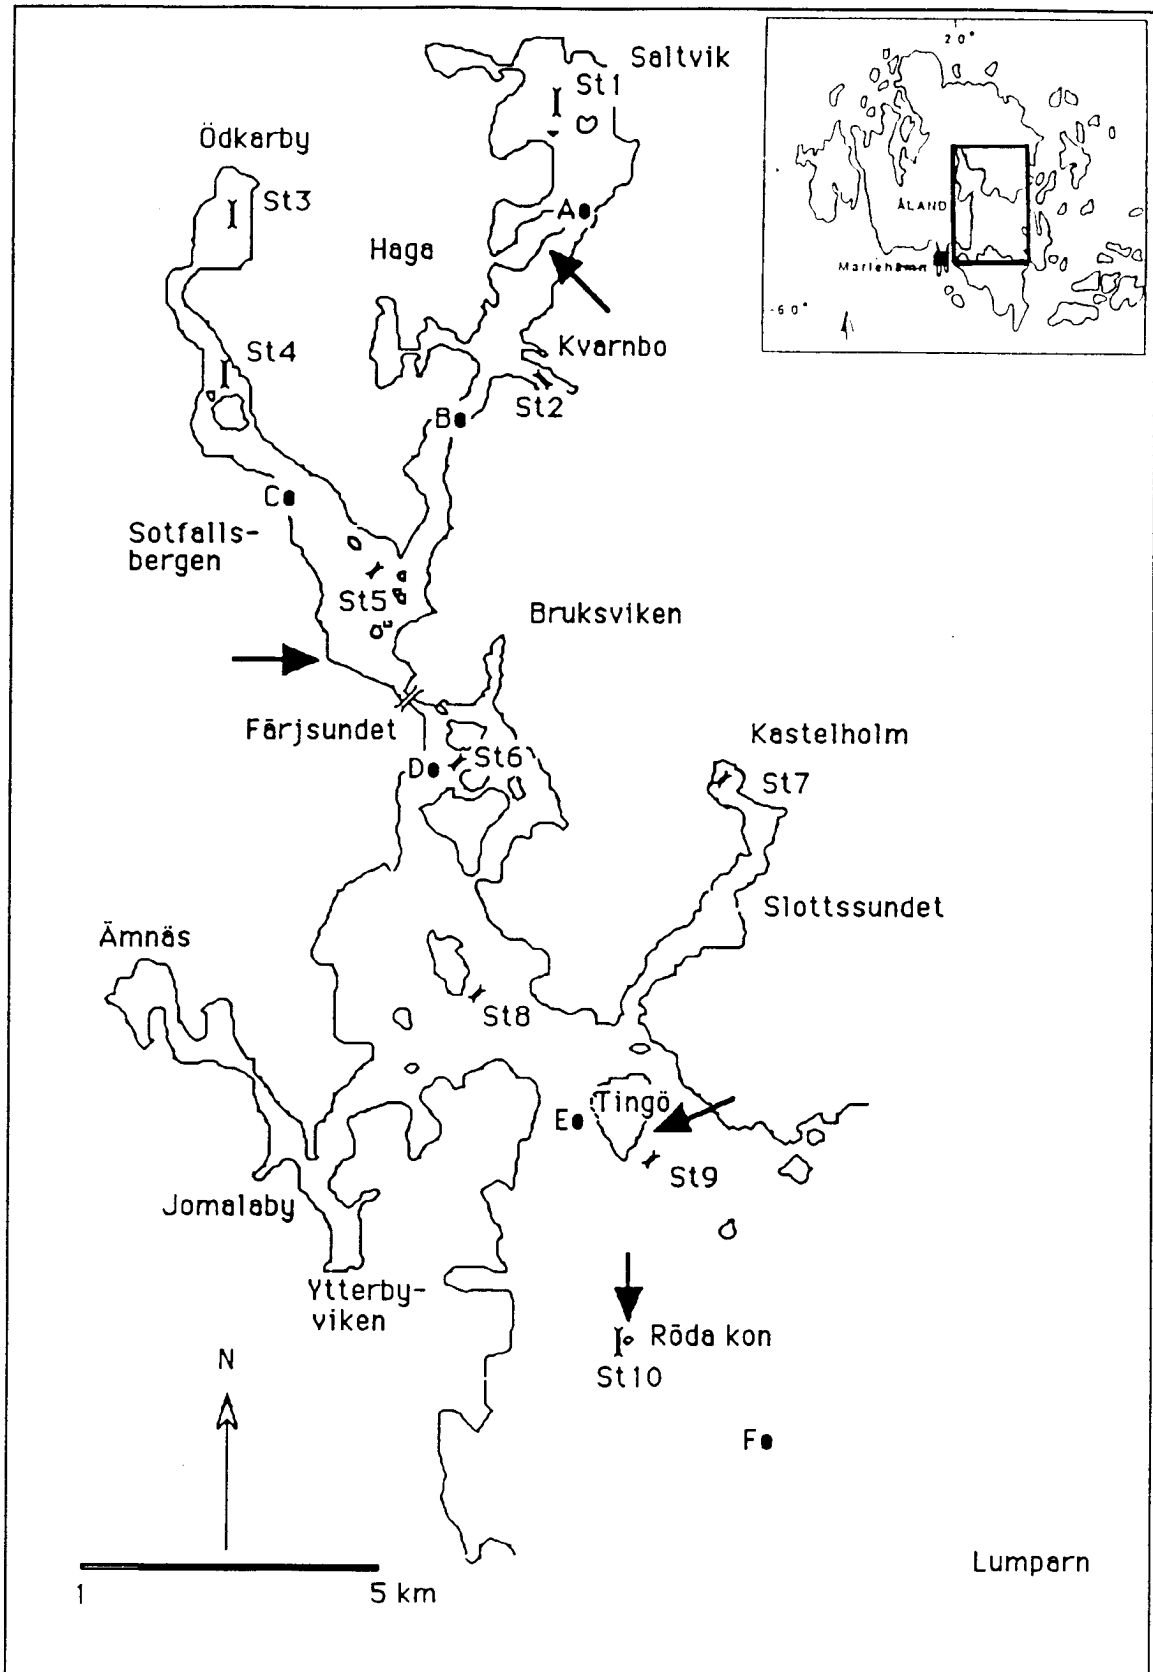 Saltvik
St1
20°
Ödkarby
St3
A
ÅLAND
Haga
Mariehamn
-60°
Kvarnbo
St4
St2
B
C
Sotfalls-
bergen
St5
Bruksviken
Färjsundet
Kastelholm
St6
D
St7
Slottssundet
Ämnäs
St8
Tingö
E
St9
Jomalaby
Ytterby-
viken
Röda kon
St10
N
F
Lumparn
1 5 km